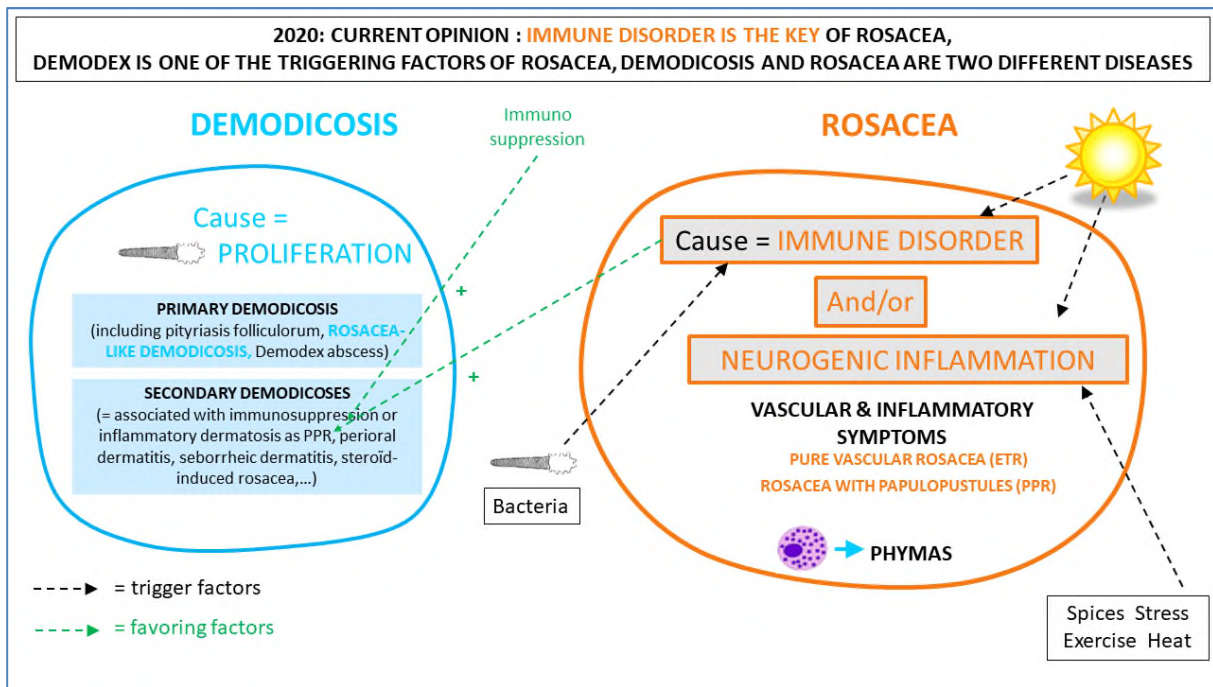 2020: CURRENT OPINION : IMMUNE DISORDER IS THE KEY OF ROSACEA,
DEMODEX IS ONE OF THE TRIGGERING FACTORS OF ROSACEA, DEMODICOSIS AND ROSACEA ARE TWO DIFFERENT DISEASES
DEMODICOSIS
Immuno
suppression
ROSACEA
Cause =
PROLIFERATION
PRIMARY DEMODICOSIS
(including pityriasis folliculorum, ROSACEA-
LIKE DEMODICOSIS, Demodex abscess)
SECONDARY DEMODICOSES
(= associated with immunosuppression or
inflammatory dermatosis as PPR, perioral
dermatitis, seborrheic dermatitis, steroïd-
induced rosacea,...)
+
+
Cause = IMMUNE DISORDER
And/or
NEUROGENIC INFLAMMATION
VASCULAR & INFLAMMATORY
SYMPTOMS
PURE VASCULAR ROSACEA (ETR)
ROSACEA WITH PAPULOPUSTULES (PPR)
Bacteria
PHYMAS
= trigger factors
= favoring factors
Spices Stress
Exercise Heat